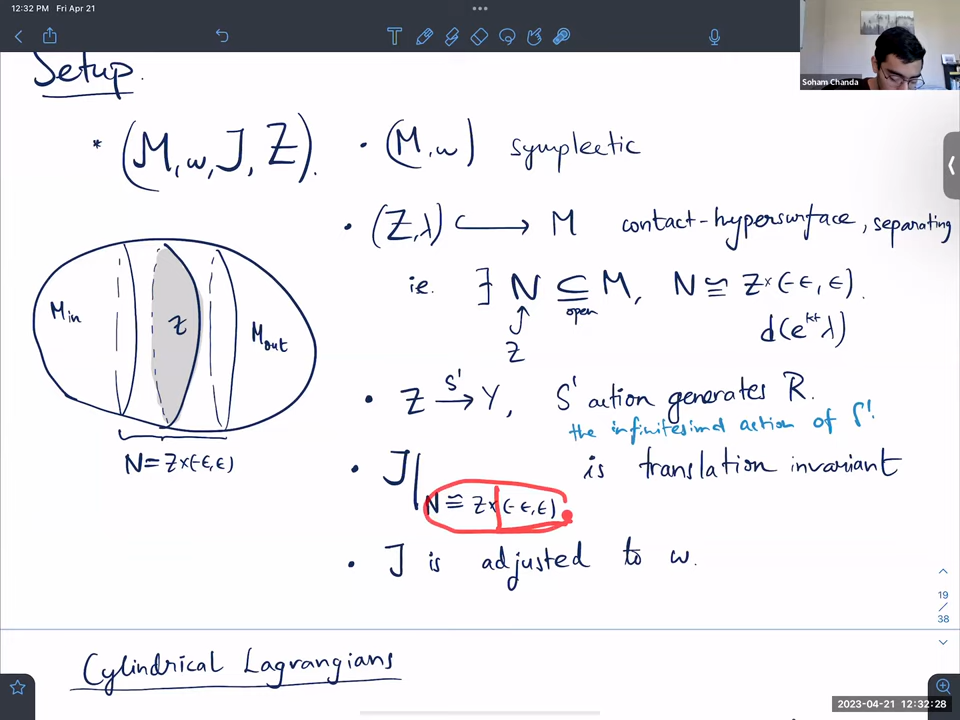 12:32 PM Fri Apr 21
Soham Chanda
Setup.
* (M, ω, J, Z). • (M, ω) symplectic
• (Z, λ) ↪ M contact-hypersurface, separating
i.e. ∃ N ⊆ M, N ≅ Z × (-ϵ, ϵ).
open
Z
d(e^{kt} λ)
M_in
Z
M_out
N = Z × (-ϵ, ϵ)
• Z →^{S¹} Y, S¹ action generates R.
the infinitesimal action of S¹.
• J|_{N ≅ Z × (-ϵ, ϵ)} is translation invariant
• J is adjusted to ω.
19
/
38
Cylindrical Lagrangians
2023-04-21 12:32:28